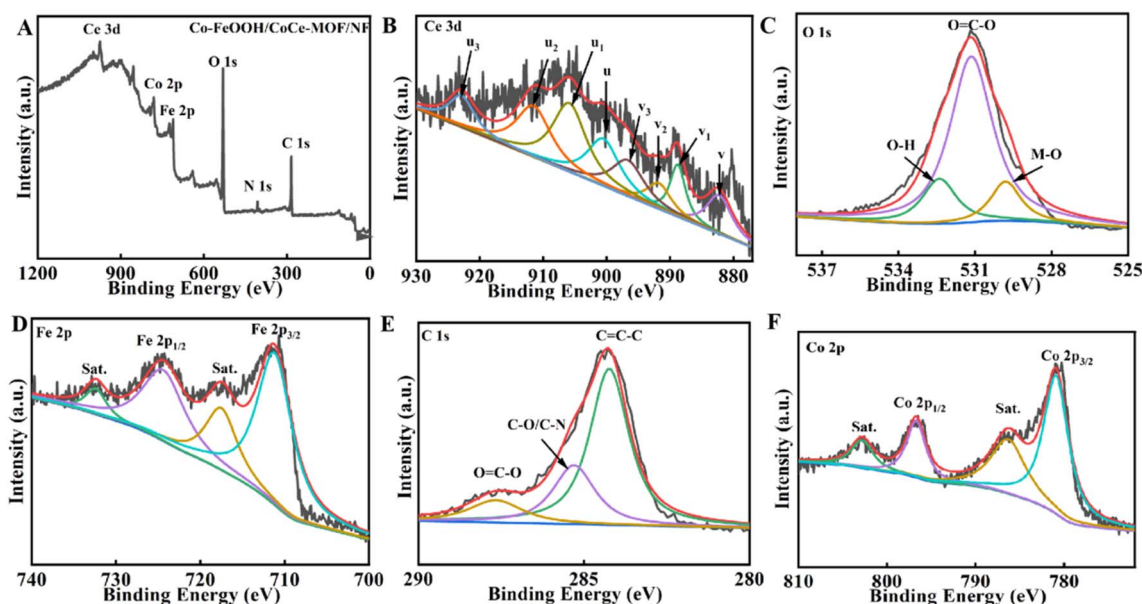 A
Co-FeOOH/CoCe-MOF/NF
Ce 3d
O 1s
Co 2p
Fe 2p
C 1s
N 1s
Intensity (a.u.)
1200 900 600 300 0
Binding Energy (eV)
B
Ce 3d
u3 u2 u1 u v3 v2 v1 v
Intensity (a.u.)
930 920 910 900 890 880
Binding Energy (eV)
C
O 1s
O=C-O
O-H
M-O
Intensity (a.u.)
537 534 531 528 525
Binding Energy (eV)
D
Fe 2p
Fe 2p1/2
Fe 2p3/2
Sat.
Sat.
Intensity (a.u.)
740 730 720 710 700
Binding Energy (eV)
E
C 1s
C=C-C
C-O/C-N
O=C-O
Intensity (a.u.)
290 285 280
Binding Energy (eV)
F
Co 2p
Co 2p3/2
Co 2p1/2
Sat.
Sat.
Intensity (a.u.)
810 800 790 780
Binding Energy (eV)